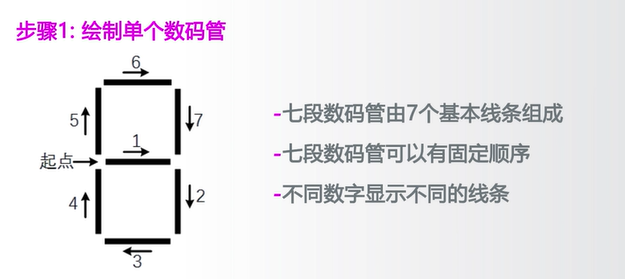 步骤1: 绘制单个数码管
6
5
7
1
起点
4
2
3
-七段数码管由7个基本线条组成
-七段数码管可以有固定顺序
-不同数字显示不同的线条